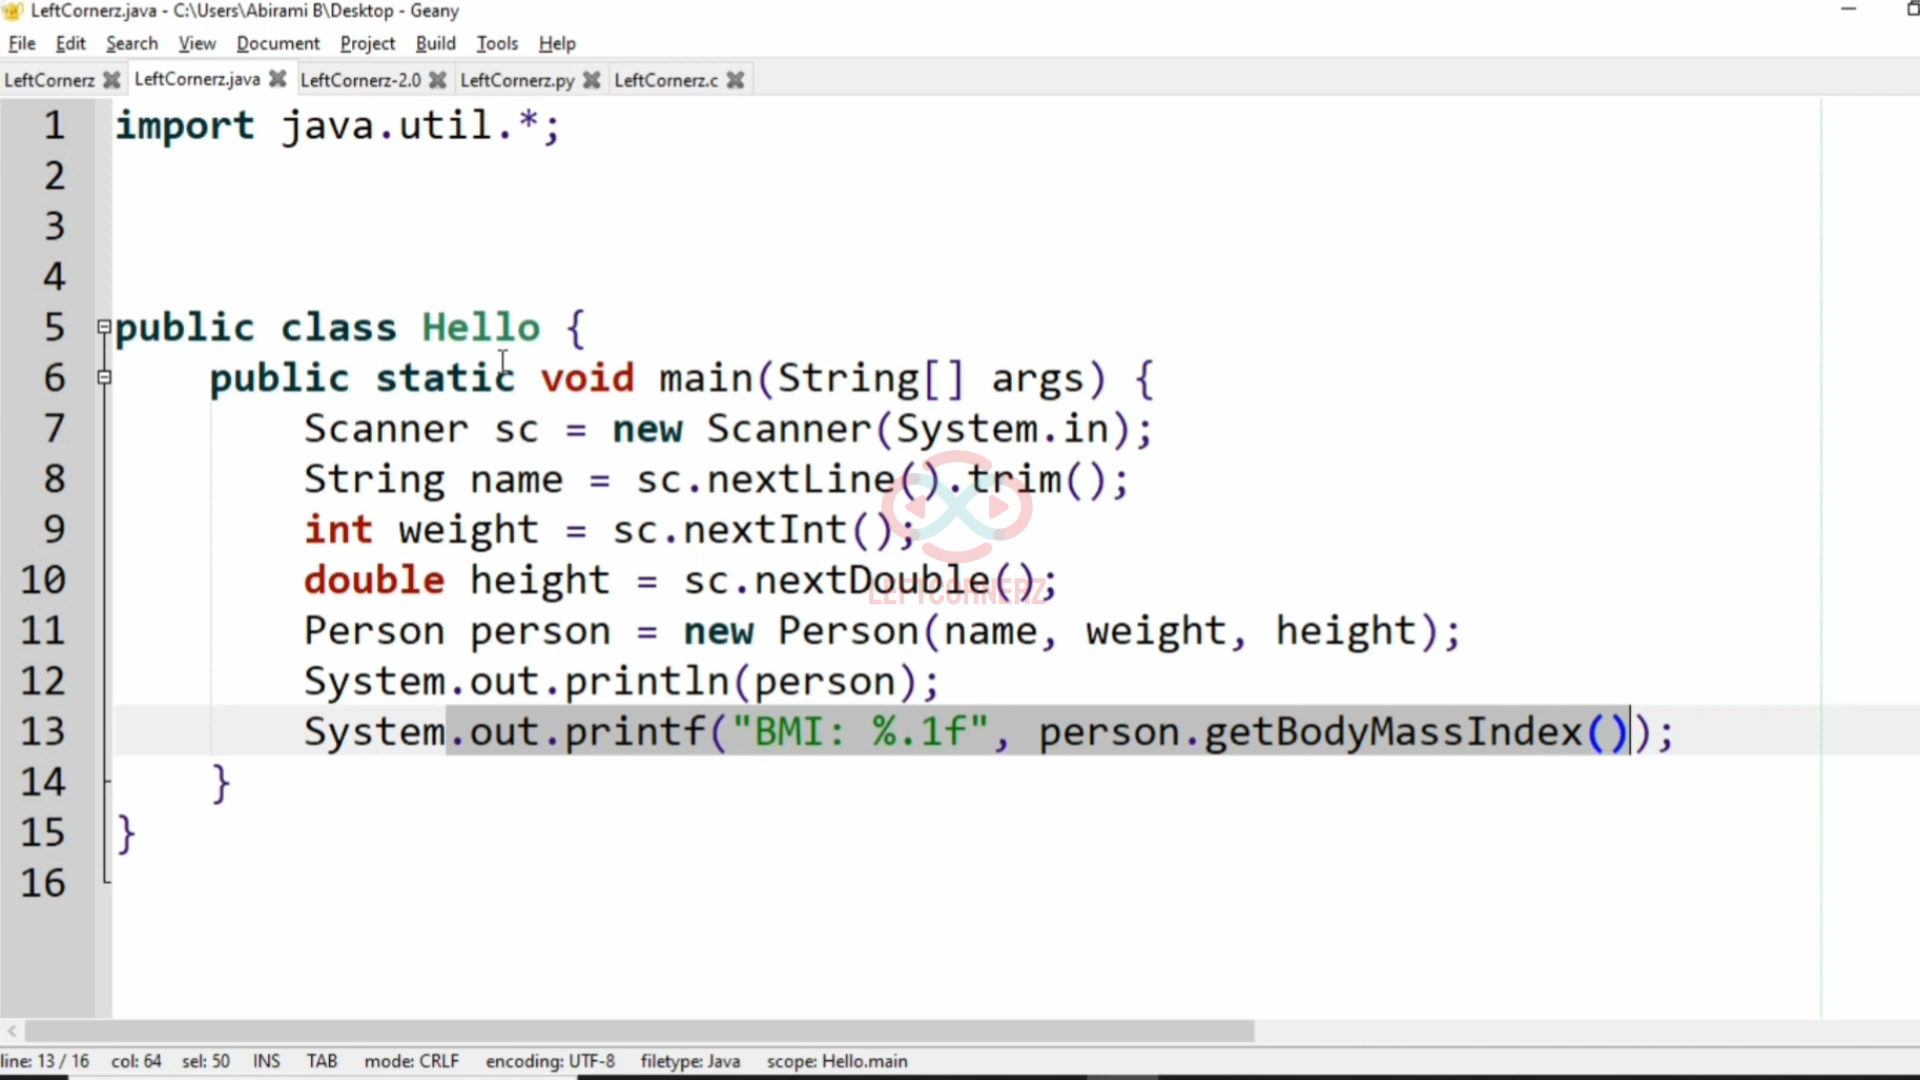 LeftCornerz.java - C:\Users\Abirami B\Desktop - Geany
File Edit Search View Document Project Build Tools Help
LeftCornerz LeftCornerz.java LeftCornerz-2.0 LeftCornerz.py LeftCornerz.c
1 import java.util.*;
2
3
4
5 public class Hello {
6 public static void main(String[] args) {
7 Scanner sc = new Scanner(System.in);
8 String name = sc.nextLine().trim();
9 int weight = sc.nextInt();
10 double height = sc.nextDouble();
LEFTCORNERZ
11 Person person = new Person(name, weight, height);
12 System.out.println(person);
13 System.out.printf("BMI: %.1f", person.getBodyMassIndex());
14 }
15 }
16
line: 13 / 16 col: 64 sel: 50 INS TAB mode: CRLF encoding: UTF-8 filetype: Java scope: Hello.main